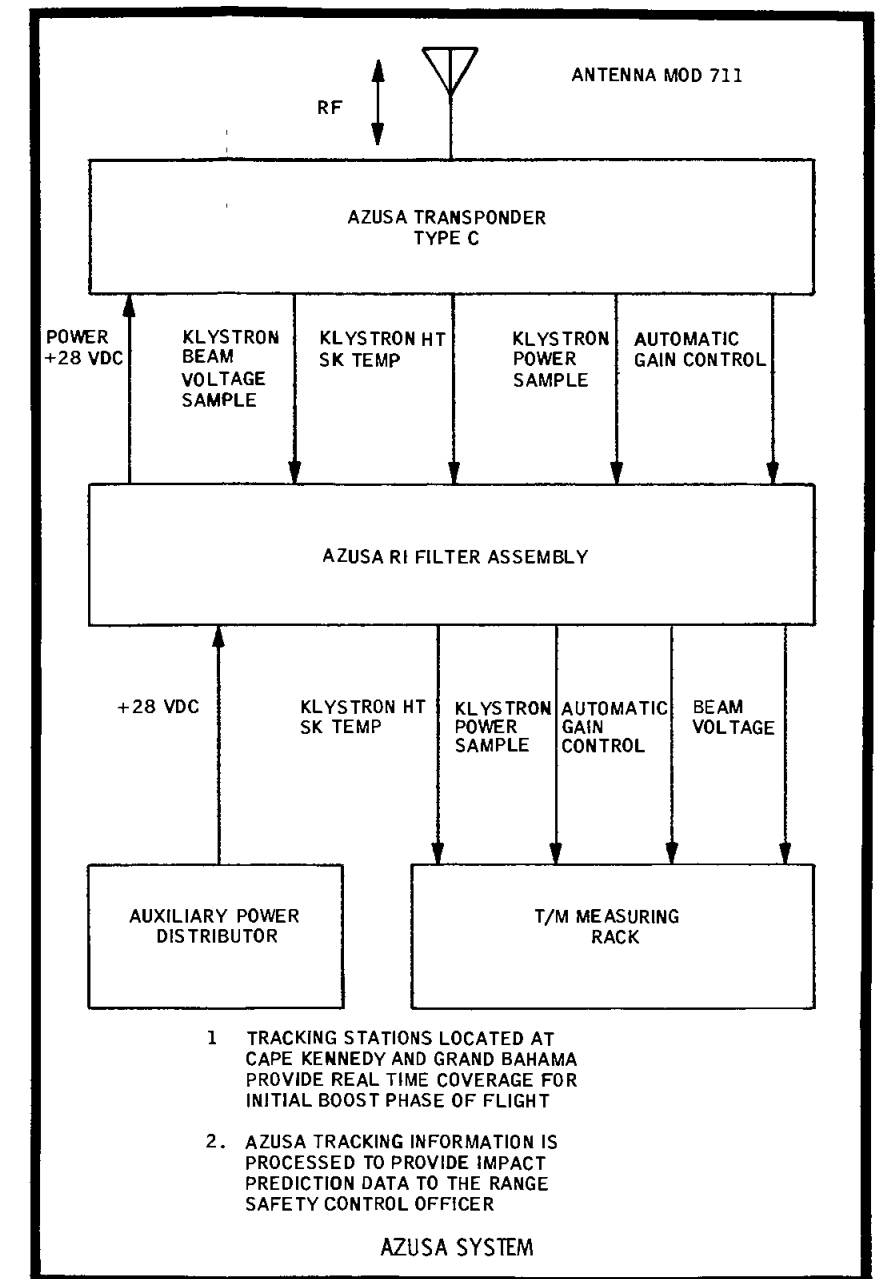 ANTENNA MOD 711
RF
AZUSA TRANSPONDER
TYPE C
POWER
+28 VDC
KLYSTRON
BEAM
VOLTAGE
SAMPLE
KLYSTRON HT
SK TEMP
KLYSTRON
POWER
SAMPLE
AUTOMATIC
GAIN CONTROL
AZUSA RI FILTER ASSEMBLY
+28 VDC
KLYSTRON HT
SK TEMP
KLYSTRON
POWER
SAMPLE
AUTOMATIC
GAIN
CONTROL
BEAM
VOLTAGE
AUXILIARY POWER
DISTRIBUTOR
T/M MEASURING
RACK
1 TRACKING STATIONS LOCATED AT
CAPE KENNEDY AND GRAND BAHAMA
PROVIDE REAL TIME COVERAGE FOR
INITIAL BOOST PHASE OF FLIGHT
2. AZUSA TRACKING INFORMATION IS
PROCESSED TO PROVIDE IMPACT
PREDICTION DATA TO THE RANGE
SAFETY CONTROL OFFICER
AZUSA SYSTEM